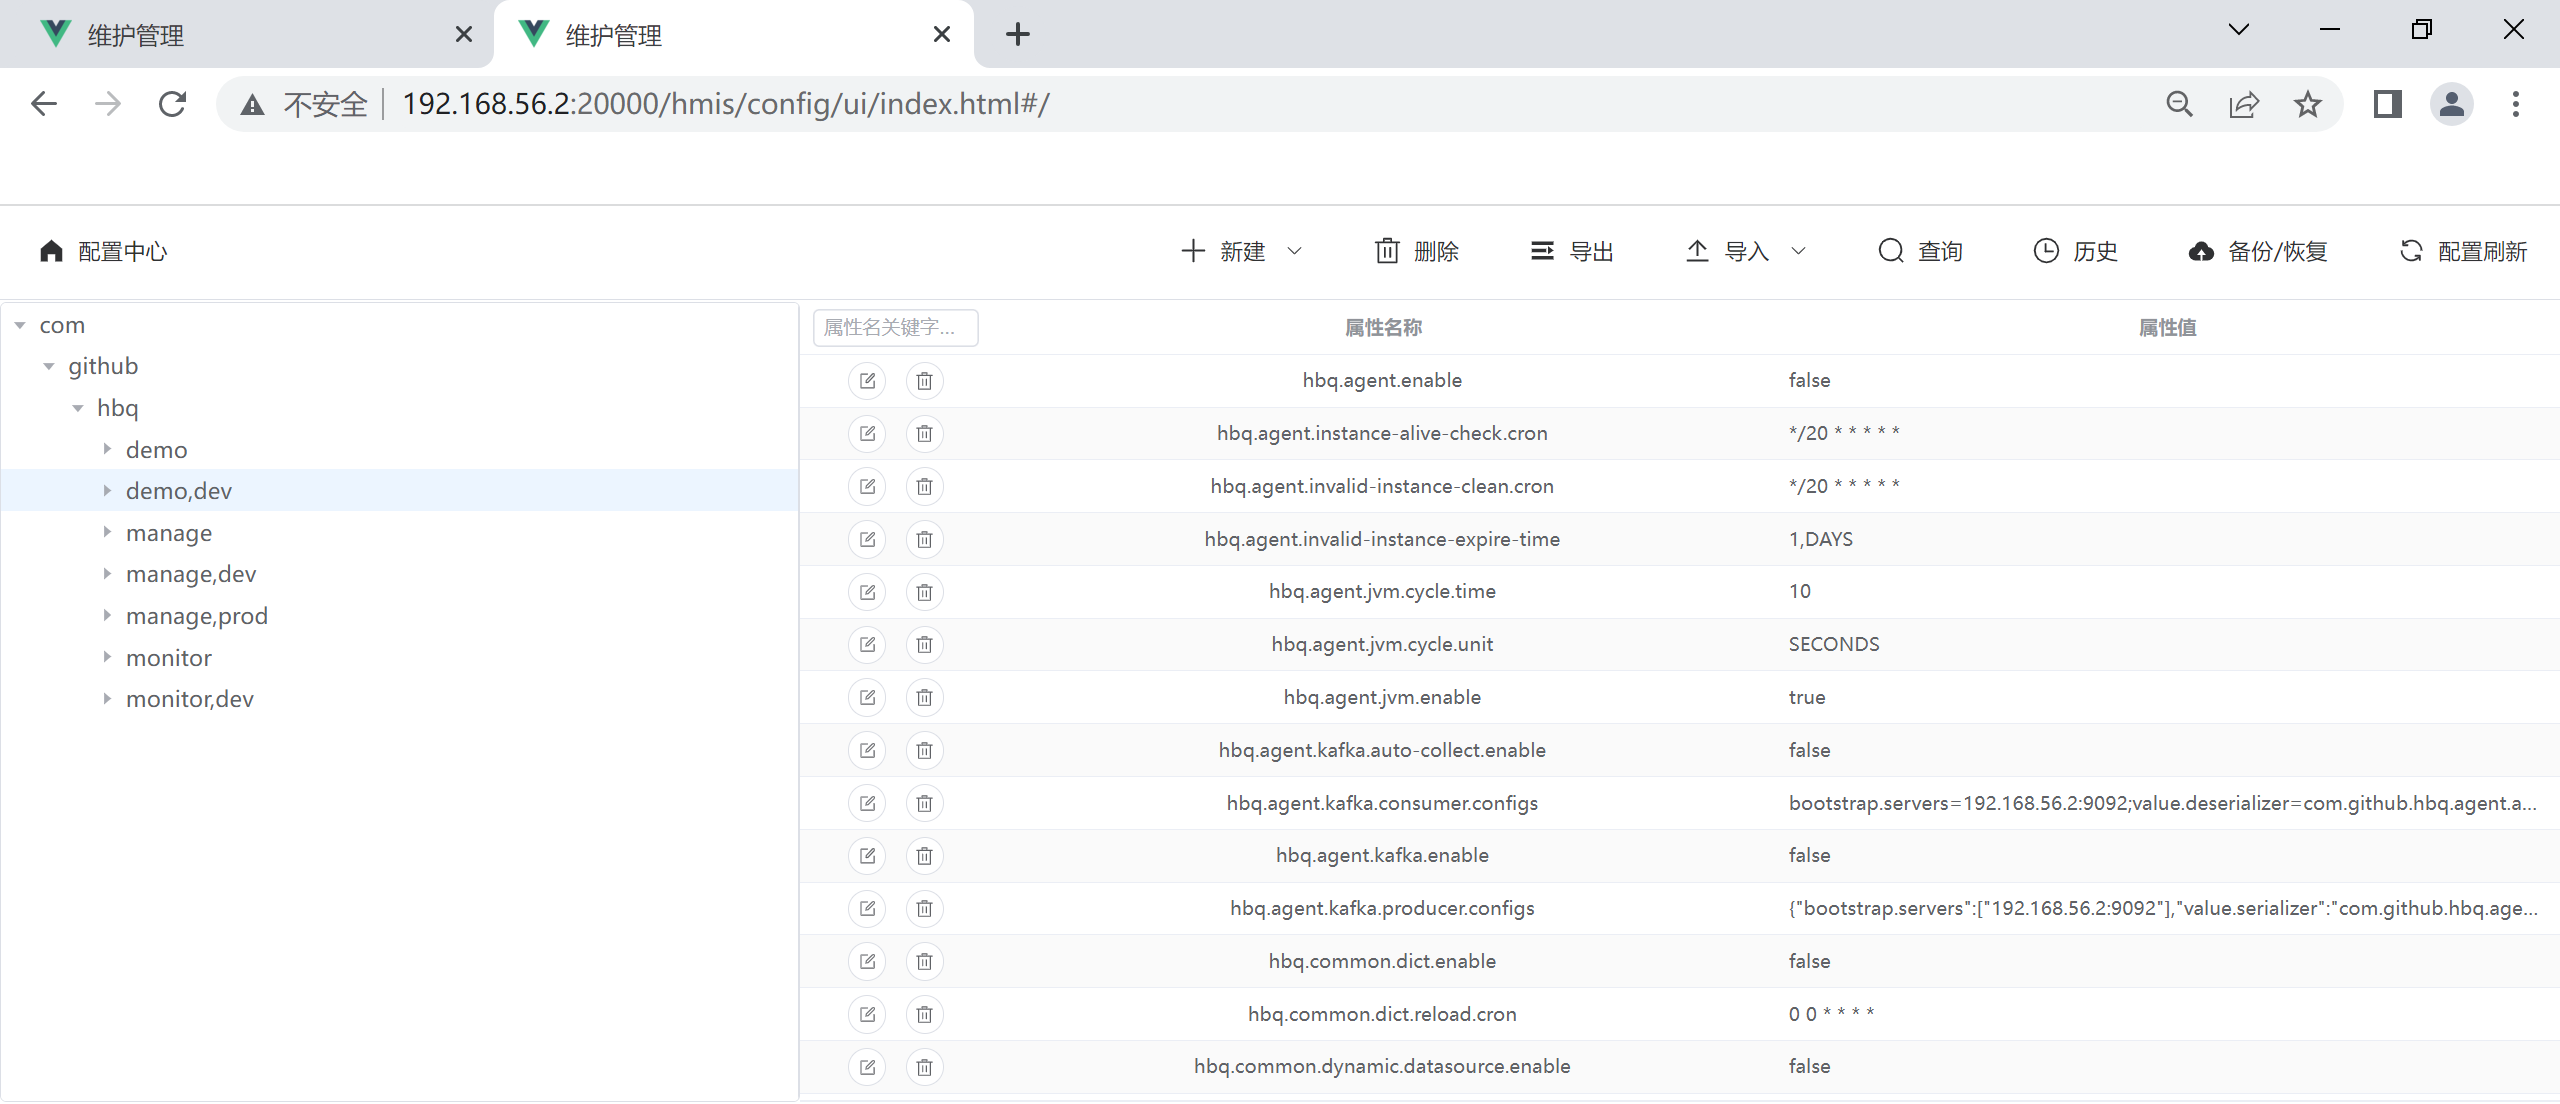 维护管理
维护管理
不安全 192.168.56.2:20000/hmis/config/ui/index.html#/
配置中心
新建
删除
导出
导入
查询
历史
备份/恢复
配置刷新
com
github
hbq
demo
demo,dev
manage
manage,dev
manage,prod
monitor
monitor,dev
属性名关键字... 属性名称 属性值
hbq.agent.enable false
hbq.agent.instance-alive-check.cron */20 * * * * *
hbq.agent.invalid-instance-clean.cron */20 * * * * *
hbq.agent.invalid-instance-expire-time 1,DAYS
hbq.agent.jvm.cycle.time 10
hbq.agent.jvm.cycle.unit SECONDS
hbq.agent.jvm.enable true
hbq.agent.kafka.auto-collect.enable false
hbq.agent.kafka.consumer.configs bootstrap.servers=192.168.56.2:9092;value.deserializer=com.github.hbq.agent.a...
hbq.agent.kafka.enable false
hbq.agent.kafka.producer.configs {"bootstrap.servers":["192.168.56.2:9092"],"value.serializer":"com.github.hbq.age...
hbq.common.dict.enable false
hbq.common.dict.reload.cron 0 0 * * * *
hbq.common.dynamic.datasource.enable false